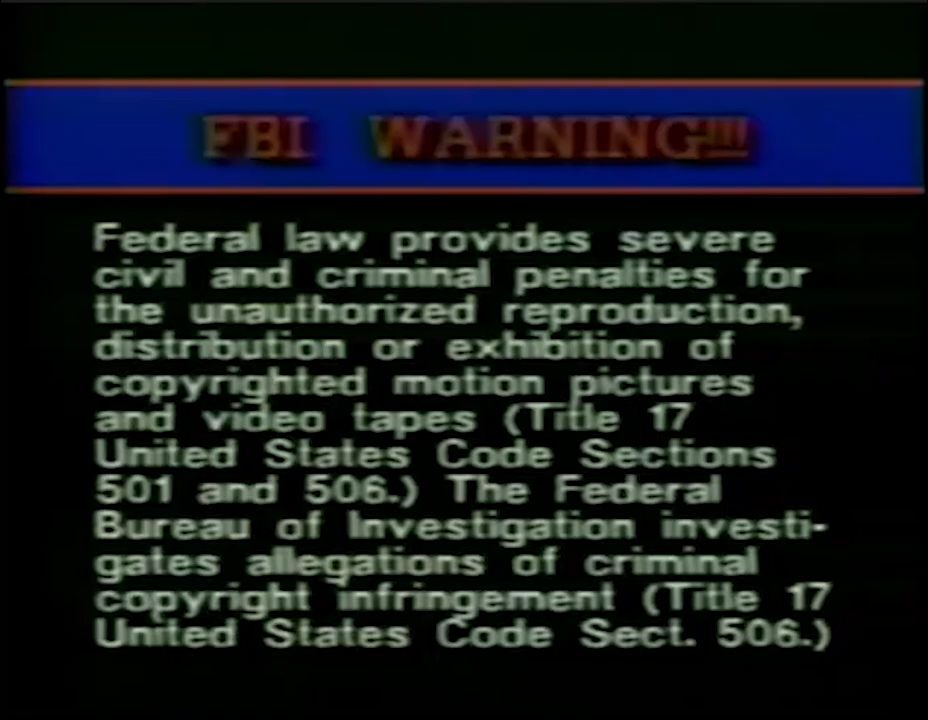 FBI WARNING!!!
Federal law provides severe
civil and criminal penalties for
the unauthorized reproduction,
distribution or exhibition of
copyrighted motion pictures
and video tapes (Title 17
United States Code Sections
501 and 506.) The Federal
Bureau of Investigation investi-
gates allegations of criminal
copyright infringement (Title 17
United States Code Sect. 506.)